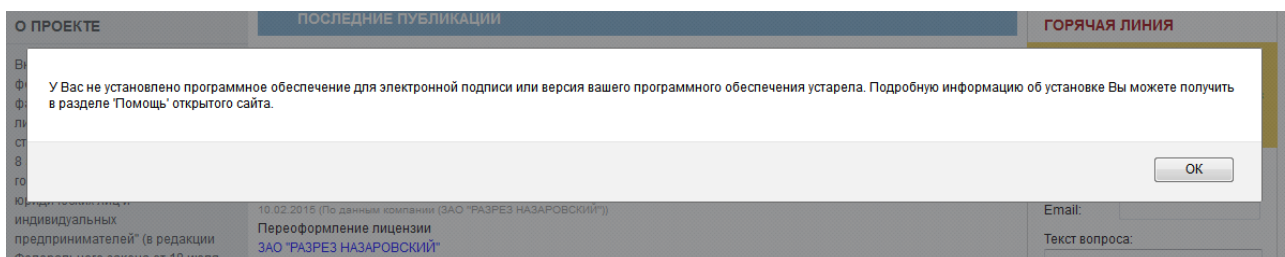 О ПРОЕКТЕ
ПОСЛЕДНИЕ ПУБЛИКАЦИИ
ГОРЯЧАЯ ЛИНИЯ
У Вас не установлено программное обеспечение для электронной подписи или версия вашего программного обеспечения устарела. Подробную информацию об установке Вы можете получить
в разделе 'Помощь' открытого сайта.
OK
8
индивидуальных
предпринимателей" (в редакции
10.02.2015 (По данным компании (ЗАО "РАЗРЕЗ НАЗАРОВСКИЙ"))
Переоформление лицензии
ЗАО "РАЗРЕЗ НАЗАРОВСКИЙ"
Email:
Текст вопроса: